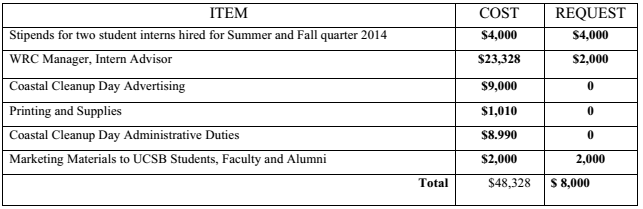 ITEM COST REQUEST
Stipends for two student interns hired for Summer and Fall quarter 2014 $4,000 $4,000
WRC Manager, Intern Advisor $23,328 $2,000
Coastal Cleanup Day Advertising $9,000 0
Printing and Supplies $1,010 0
Coastal Cleanup Day Administrative Duties $8.990 0
Marketing Materials to UCSB Students, Faculty and Alumni $2,000 2,000
Total $48,328 $ 8,000